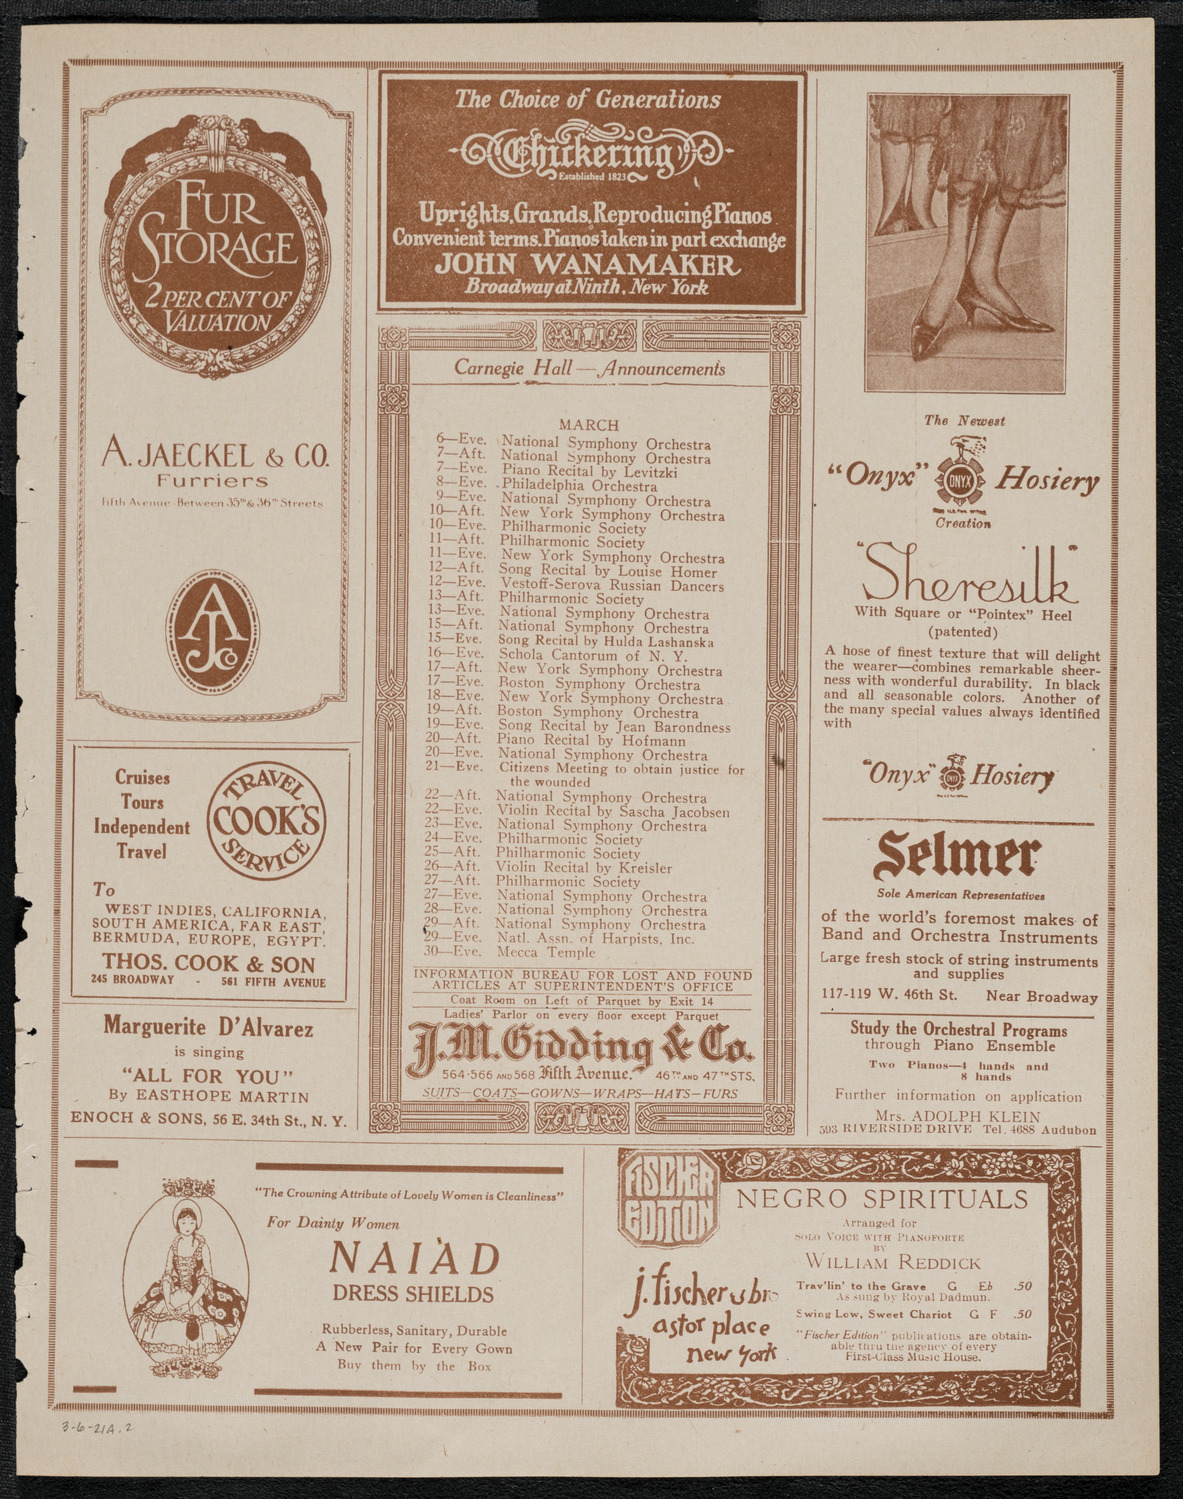 FUR
STORAGE
2 PER CENT OF
VALUATION
A. JAECKEL & CO.
Furriers
Fifth Avenue Between 35th & 36th Streets
AJCo
Cruises
Tours
Independent
Travel
TRAVEL
COOK'S
SERVICE
To
WEST INDIES, CALIFORNIA,
SOUTH AMERICA, FAR EAST,
BERMUDA, EUROPE, EGYPT.
THOS. COOK & SON
245 BROADWAY - 561 FIFTH AVENUE
Marguerite D'Alvarez
is singing
"ALL FOR YOU"
By EASTHOPE MARTIN
ENOCH & SONS, 56 E. 34th St., N. Y.
The Choice of Generations
Chickering
Established 1823
Uprights, Grands, Reproducing Pianos
Convenient terms. Pianos taken in part exchange
JOHN WANAMAKER
Broadway at Ninth, New York
Carnegie Hall—Announcements
MARCH
6—Eve. National Symphony Orchestra
7—Aft. National Symphony Orchestra
7—Eve. Piano Recital by Levitzki
8—Eve. Philadelphia Orchestra
9—Eve. National Symphony Orchestra
10—Aft. New York Symphony Orchestra
10—Eve. Philharmonic Society
11—Aft. Philharmonic Society
11—Eve. New York Symphony Orchestra
12—Aft. Song Recital by Louise Homer
12—Eve. Vestoff-Serova Russian Dancers
13—Aft. Philharmonic Society
13—Eve. National Symphony Orchestra
15—Aft. National Symphony Orchestra
15—Eve. Song Recital by Hulda Lashanska
16—Eve. Schola Cantorum of N. Y.
17—Aft. New York Symphony Orchestra
17—Eve. Boston Symphony Orchestra
18—Eve. New York Symphony Orchestra
19—Aft. Boston Symphony Orchestra
19—Eve. Song Recital by Jean Barondness
20—Aft. Piano Recital by Hofmann
20—Eve. National Symphony Orchestra
21—Eve. Citizens Meeting to obtain justice for
the wounded
22—Aft. National Symphony Orchestra
22—Eve. Violin Recital by Sascha Jacobsen
23—Eve. National Symphony Orchestra
24—Eve. Philharmonic Society
25—Aft. Philharmonic Society
26—Aft. Violin Recital by Kreisler
27—Aft. Philharmonic Society
27—Eve. National Symphony Orchestra
28—Eve. National Symphony Orchestra
29—Aft. National Symphony Orchestra
29—Eve. Natl. Assn. of Harpists, Inc.
30—Eve. Mecca Temple
INFORMATION BUREAU FOR LOST AND FOUND
ARTICLES AT SUPERINTENDENT'S OFFICE
Coat Room on Left of Parquet by Exit 14
Ladies' Parlor on every floor except Parquet
J.M. Gidding & Co.
564-566 AND 568 Fifth Avenue. 46TH AND 47TH STS.
SUITS—COATS—GOWNS—WRAPS—HATS—FURS
The Newest
"Onyx" ONYX Hosiery
Creation
"Sheresilk"
With Square or "Pointex" Heel
(patented)
A hose of finest texture that will delight
the wearer—combines remarkable sheer-
ness with wonderful durability. In black
and all seasonable colors. Another of
the many special values always identified
with
"Onyx" Hosiery
Selmer
Sole American Representatives
of the world's foremost makes of
Band and Orchestra Instruments
Large fresh stock of string instruments
and supplies
117-119 W. 46th St. Near Broadway
Study the Orchestral Programs
through Piano Ensemble
Two Pianos—4 hands and
8 hands
Further information on application
Mrs. ADOLPH KLEIN
593 RIVERSIDE DRIVE Tel. 4688 Audubon
"The Crowning Attribute of Lovely Women is Cleanliness"
For Dainty Women
NAIAD
DRESS SHIELDS
Rubberless, Sanitary, Durable
A New Pair for Every Gown
Buy them by the Box
FISCHER
EDITION
j. fischer & bro
astor place
new york
NEGRO SPIRITUALS
Arranged for
SOLO VOICE WITH PIANOFORTE
BY
WILLIAM REDDICK
Trav'lin' to the Grave G Eb .50
As sung by Royal Dadmun.
Swing Low, Sweet Chariot G F .50
"Fischer Edition" publications are obtain-
able thru the agency of every
First-Class Music House.
3-6-21A.2